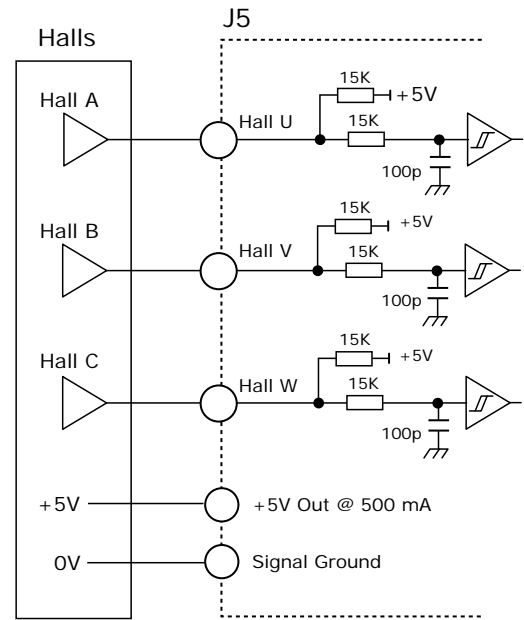 J5
Halls
15K
Hall A
+5V
Hall U
15K
100p
15K
Hall B
+5V
Hall V
15K
100p
15K
Hall C
+5V
Hall W
15K
100p
+5V
+5V Out @ 500 mA
0V
Signal Ground